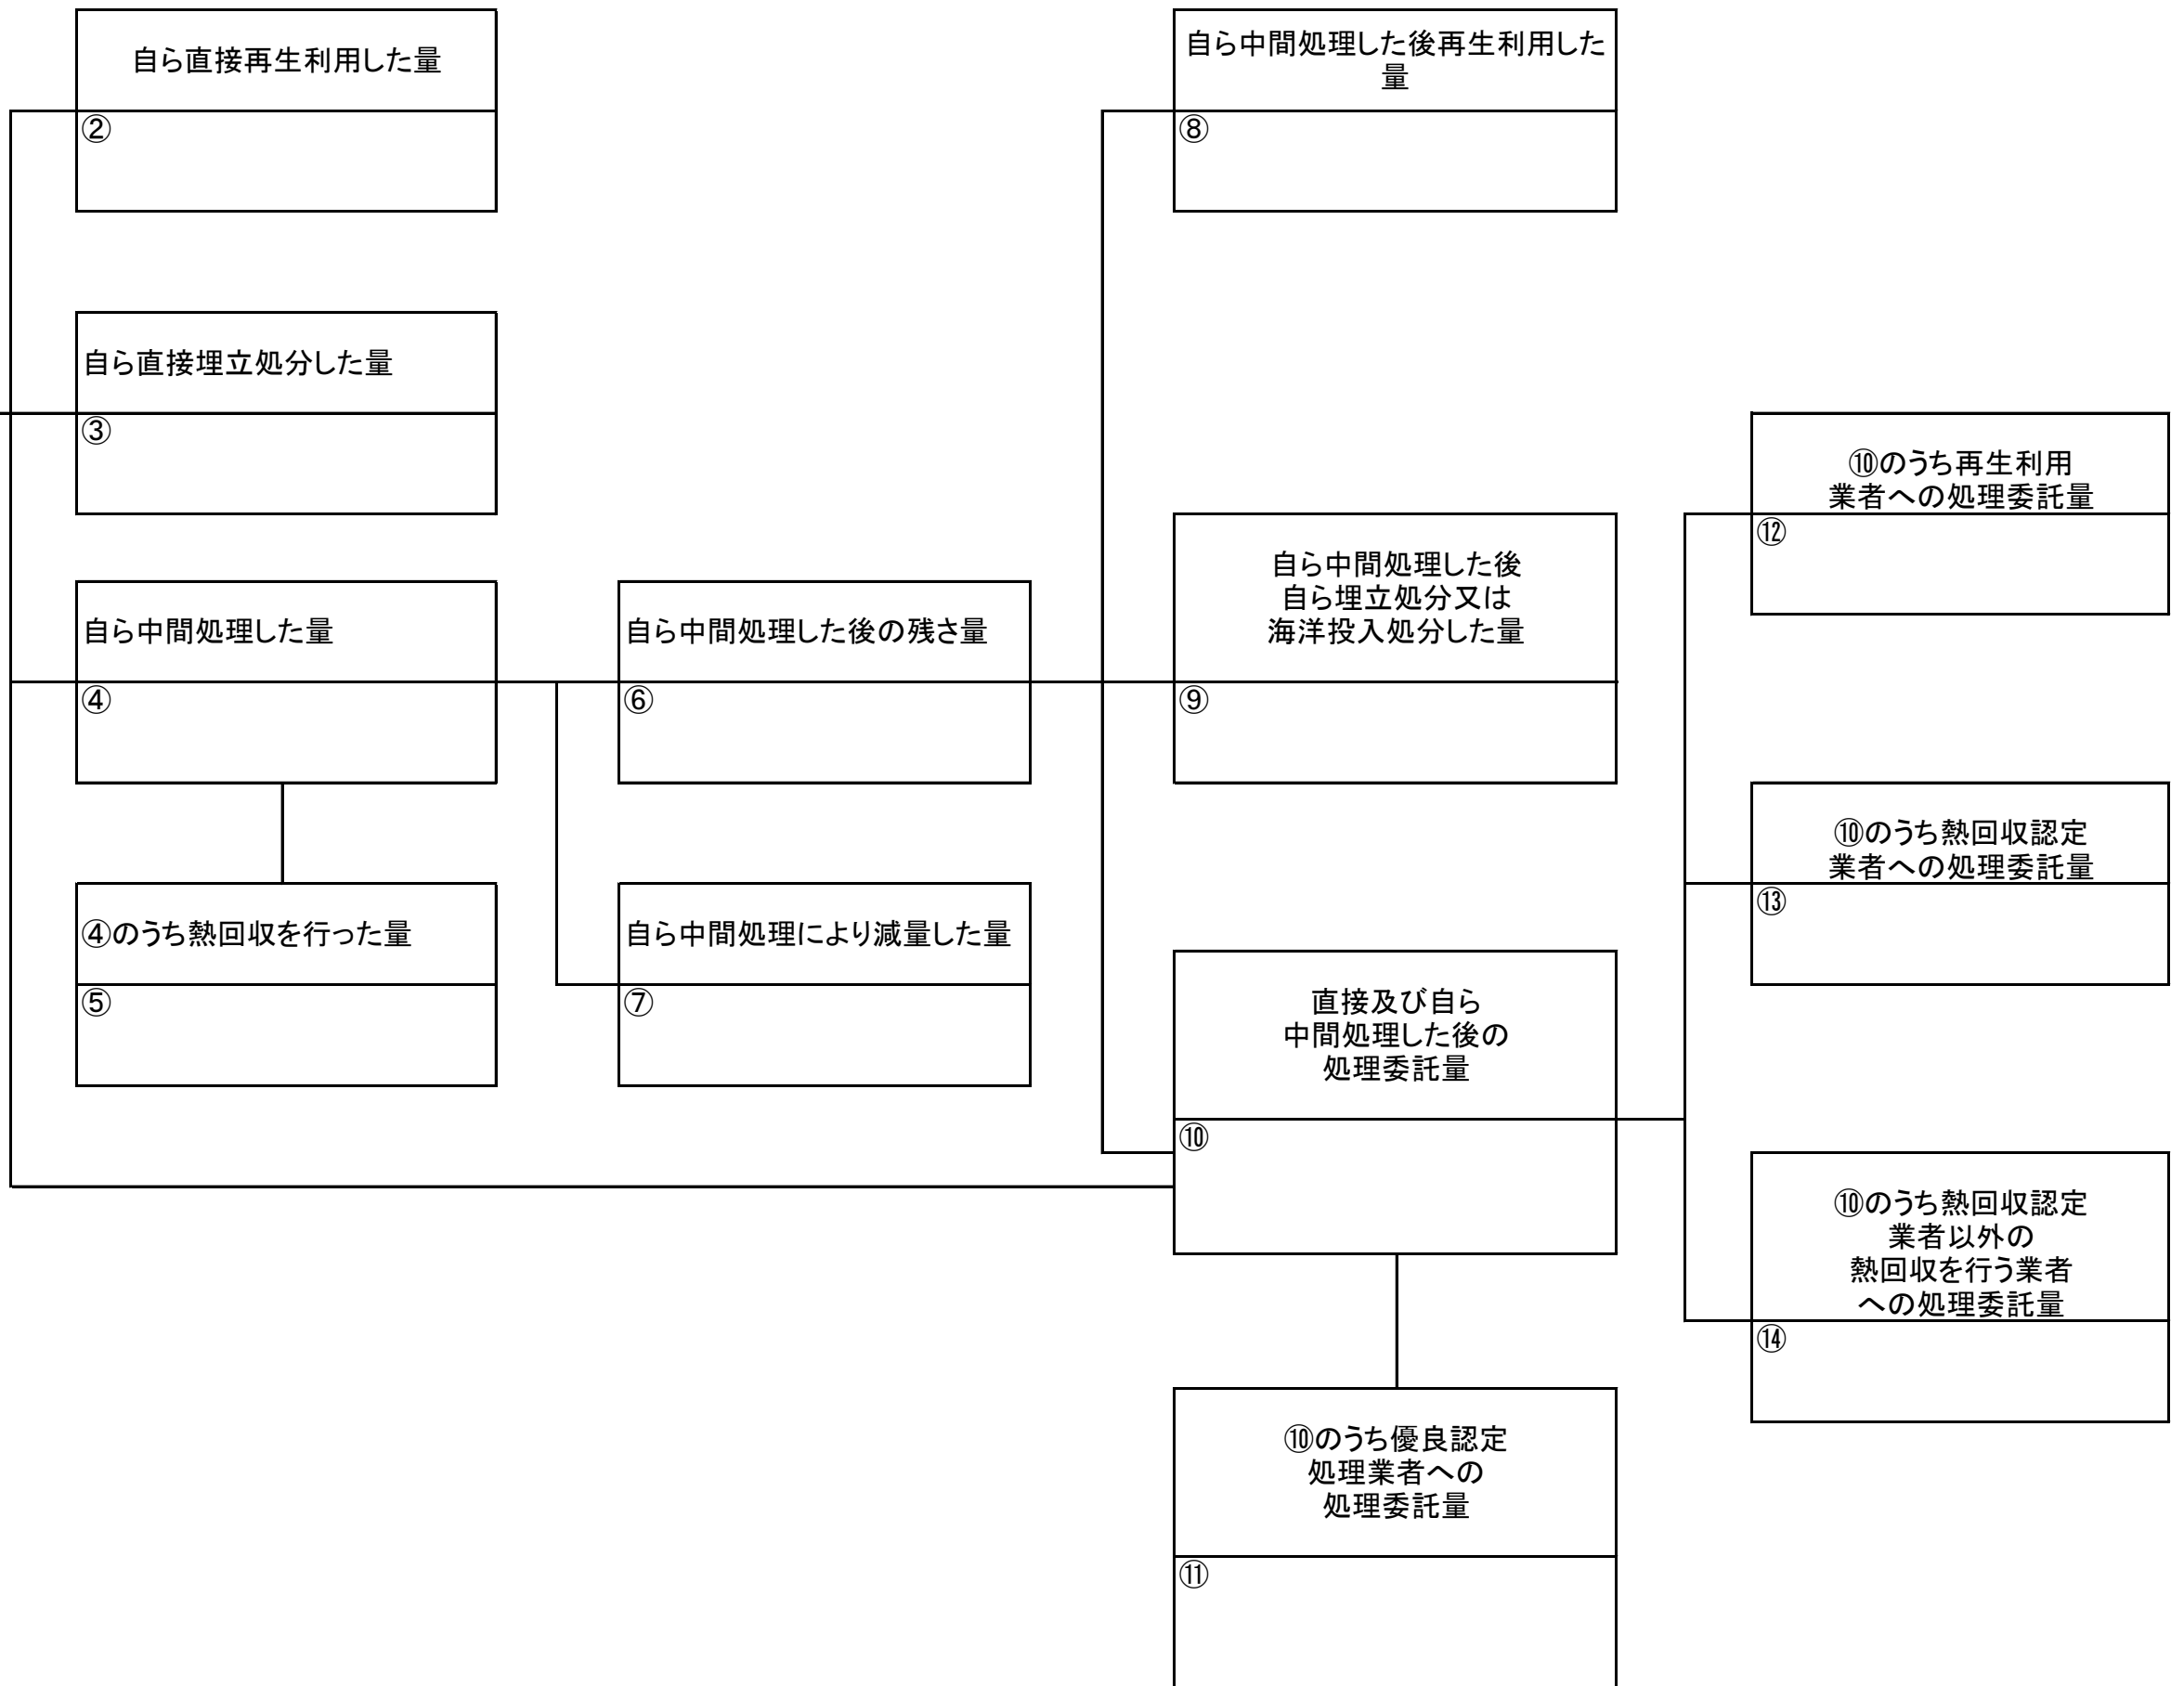 自ら直接再生利用した量
②
自ら直接埋立処分した量
③
自ら中間処理した量
④
④のうち熱回収を行った量
⑤
自ら中間処理した後の残さ量
⑥
自ら中間処理により減量した量
⑦
自ら中間処理した後再生利用した
量
⑧
自ら中間処理した後
自ら埋立処分又は
海洋投入処分した量
⑨
直接及び自ら
中間処理した後の
処理委託量
⑩
⑩のうち優良認定
処理業者への
処理委託量
⑪
⑩のうち再生利用
業者への処理委託量
⑫
⑩のうち熱回収認定
業者への処理委託量
⑬
⑩のうち熱回収認定
業者以外の
熱回収を行う業者
への処理委託量
⑭